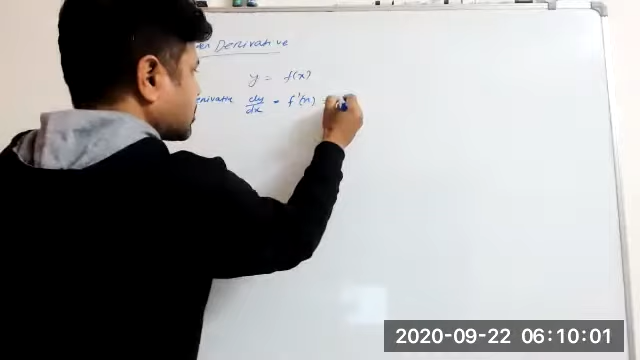 Derivative
y = f(x)
dy/dx = f'(x) =
2020-09-22 06:10:01